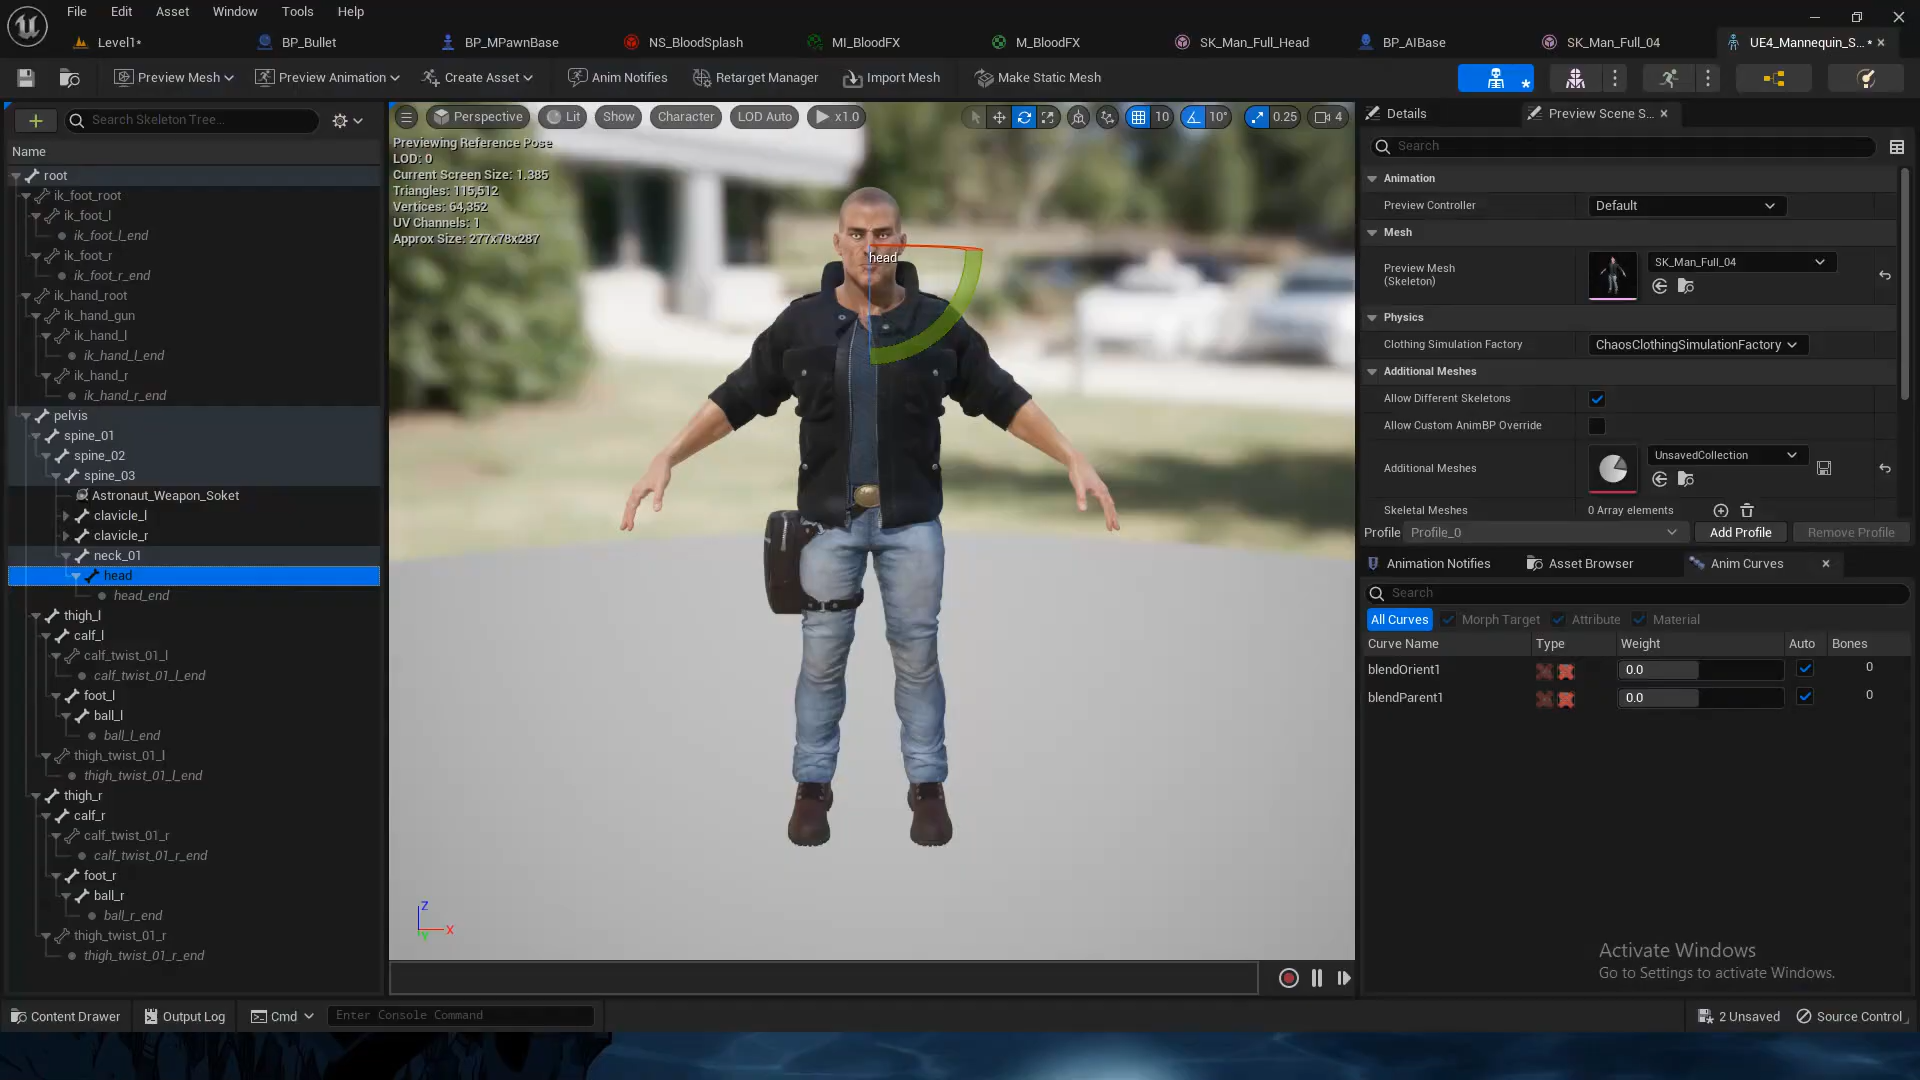 File Edit Asset Window Tools Help
Level1*
BP_Bullet
BP_MPawnBase
NS_BloodSplash
MI_BloodFX
M_BloodFX
SK_Man_Full_Head
BP_AIBase
SK_Man_Full_04
UE4_Mannequin_S... *
Preview Mesh
Preview Animation
Create Asset
Anim Notifies
Retarget Manager
Import Mesh
Make Static Mesh
Search Skeleton Tree...
Name
root
ik_foot_root
ik_foot_l
ik_foot_l_end
ik_foot_r
ik_foot_r_end
ik_hand_root
ik_hand_gun
ik_hand_l
ik_hand_l_end
ik_hand_r
ik_hand_r_end
pelvis
spine_01
spine_02
spine_03
Astronaut_Weapon_Soket
clavicle_l
clavicle_r
neck_01
head
head_end
thigh_l
calf_l
calf_twist_01_l
calf_twist_01_l_end
foot_l
ball_l
ball_l_end
thigh_twist_01_l
thigh_twist_01_l_end
thigh_r
calf_r
calf_twist_01_r
calf_twist_01_r_end
foot_r
ball_r
ball_r_end
thigh_twist_01_r
thigh_twist_01_r_end
Perspective Lit Show Character LOD Auto x1.0 10 10° 0.25 4
Previewing Reference Pose
LOD: 0
Current Screen Size: 1.385
Triangles: 115,512
Vertices: 64,352
UV Channels: 1
Approx Size: 277x78x287
head
Z
X
Y
Details
Preview Scene S...
Search
Animation
Preview Controller Default
Mesh
Preview Mesh
(Skeleton)
SK_Man_Full_04
Physics
Clothing Simulation Factory ChaosClothingSimulationFactory
Additional Meshes
Allow Different Skeletons
Allow Custom AnimBP Override
Additional Meshes UnsavedCollection
Skeletal Meshes 0 Array elements
Profile Profile_0 Add Profile Remove Profile
Animation Notifies Asset Browser Anim Curves
Search
All Curves Morph Target Attribute Material
Curve Name Type Weight Auto Bones
blendOrient1 0.0 0
blendParent1 0.0 0
Activate Windows
Go to Settings to activate Windows.
Content Drawer Output Log Cmd Enter Console Command 2 Unsaved Source Control